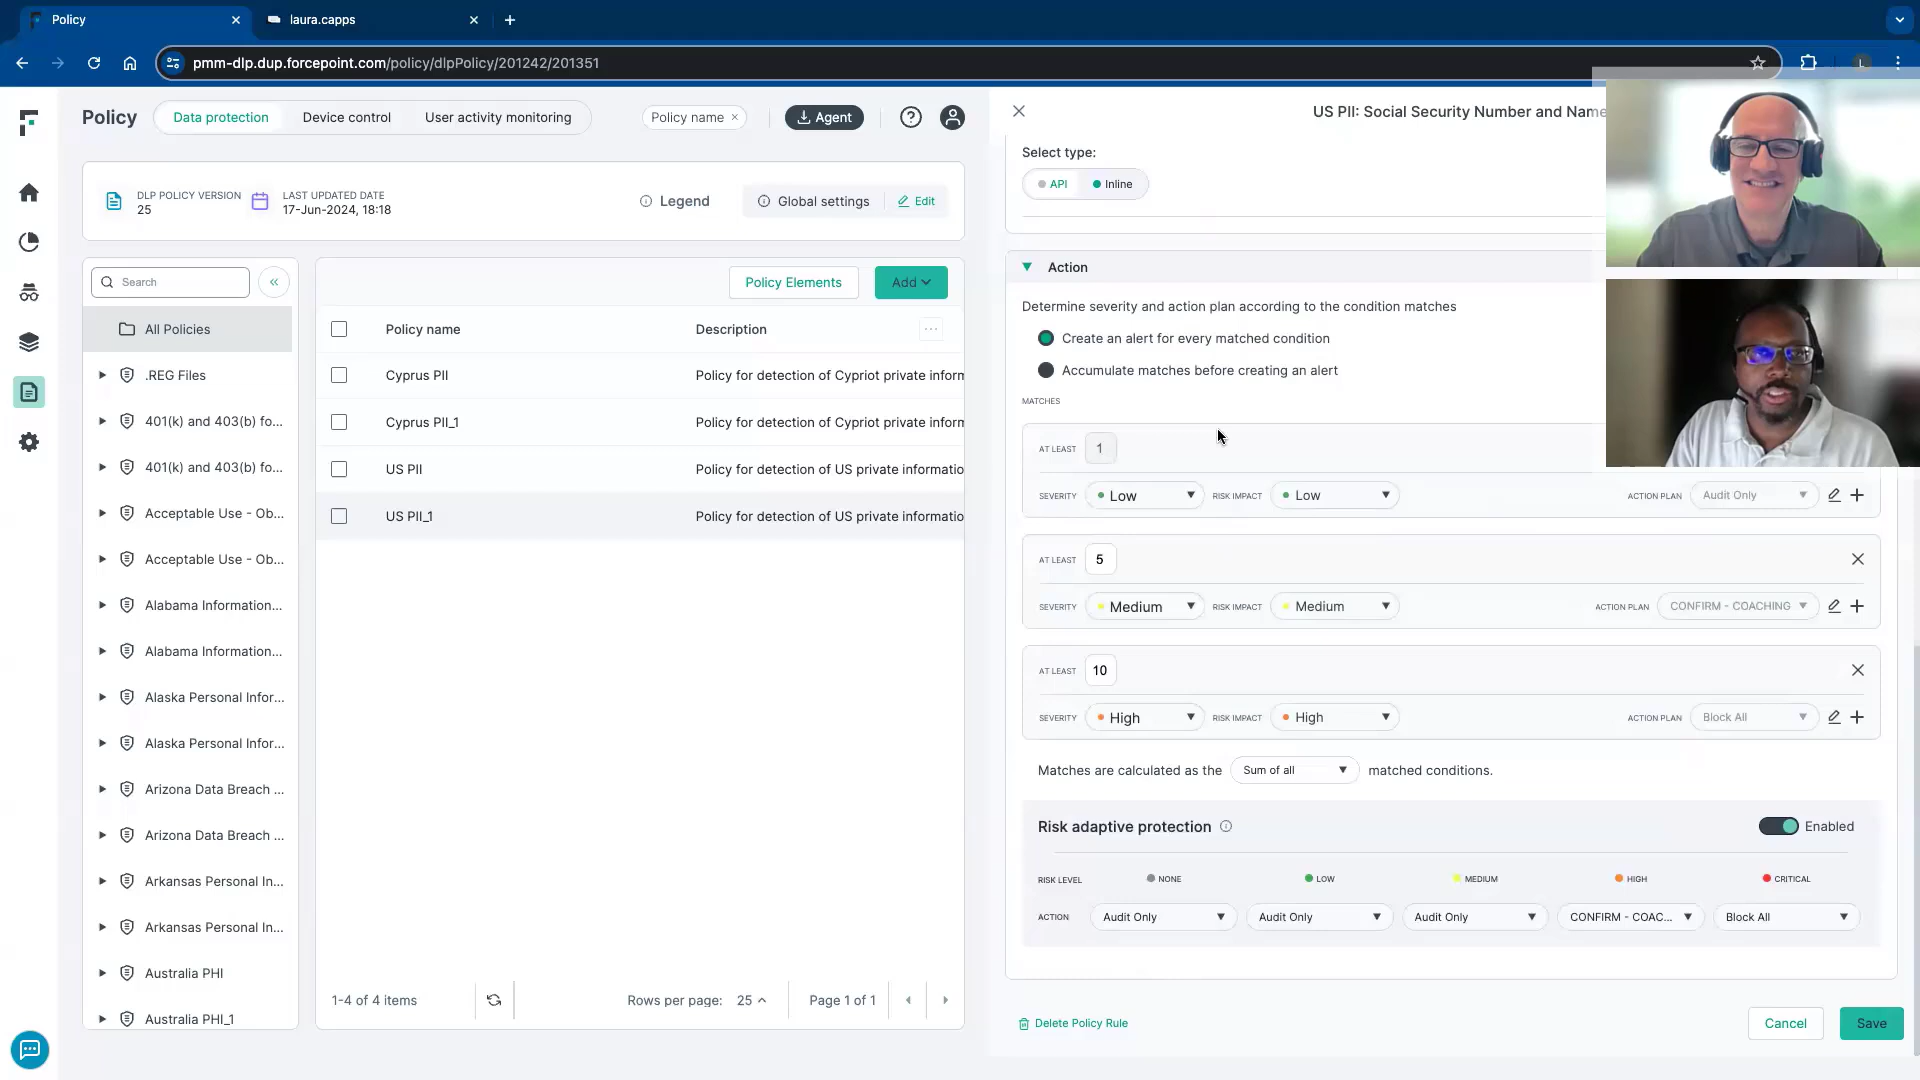 Policy
laura.capps
pmm-dlp.dup.forcepoint.com/policy/dlpPolicy/201242/201351
L
Policy
Data protection
Device control
User activity monitoring
Policy name ×
Agent
DLP POLICY VERSION
25
LAST UPDATED DATE
17-Jun-2024, 18:18
Legend
Global settings
Edit
Search
All Policies
.REG Files
401(k) and 403(b) fo...
401(k) and 403(b) fo...
Acceptable Use - Ob...
Acceptable Use - Ob...
Alabama Information...
Alabama Information...
Alaska Personal Infor...
Alaska Personal Infor...
Arizona Data Breach ...
Arizona Data Breach ...
Arkansas Personal In...
Arkansas Personal In...
Australia PHI
Australia PHI_1
Policy Elements
Add
Policy name Description
Cyprus PII Policy for detection of Cypriot private inform
Cyprus PII_1 Policy for detection of Cypriot private inform
US PII Policy for detection of US private informatio
US PII_1 Policy for detection of US private informatio
1-4 of 4 items
Rows per page: 25
Page 1 of 1
US PII: Social Security Number and Name
Select type:
API Inline
Action
Determine severity and action plan according to the condition matches
Create an alert for every matched condition
Accumulate matches before creating an alert
MATCHES
AT LEAST 1
SEVERITY Low RISK IMPACT Low ACTION PLAN Audit Only
AT LEAST 5
SEVERITY Medium RISK IMPACT Medium ACTION PLAN CONFIRM - COACHING
AT LEAST 10
SEVERITY High RISK IMPACT High ACTION PLAN Block All
Matches are calculated as the Sum of all matched conditions.
Risk adaptive protection Enabled
RISK LEVEL NONE LOW MEDIUM HIGH CRITICAL
ACTION Audit Only Audit Only Audit Only CONFIRM - COAC... Block All
Delete Policy Rule
Cancel
Save